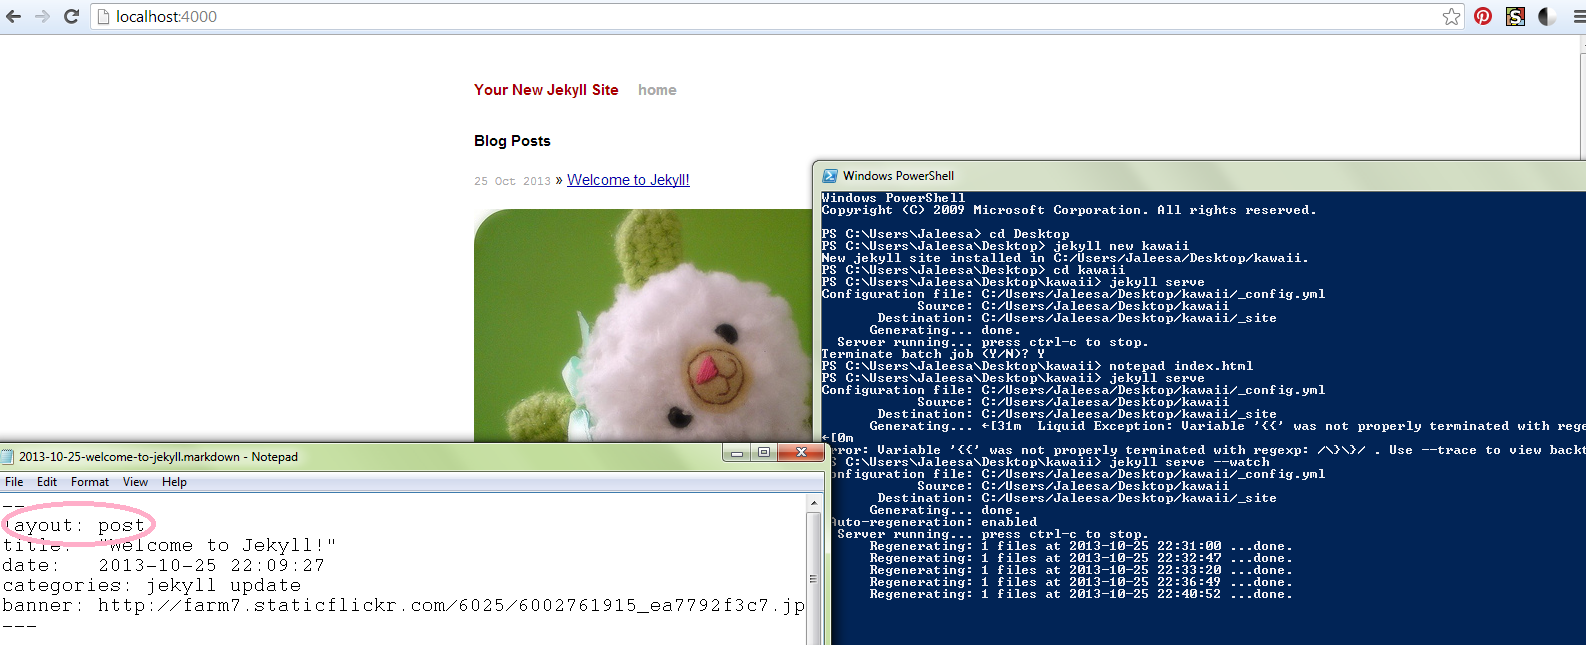 localhost:4000
Your New Jekyll Site home
Blog Posts
25 Oct 2013 » Welcome to Jekyll!
Windows PowerShell
Windows PowerShell
Copyright (C) 2009 Microsoft Corporation. All rights reserved.
PS C:\Users\Jaleesa> cd Desktop
PS C:\Users\Jaleesa\Desktop> jekyll new kawaii
New jekyll site installed in C:/Users/Jaleesa/Desktop/kawaii.
PS C:\Users\Jaleesa\Desktop> cd kawaii
PS C:\Users\Jaleesa\Desktop\kawaii> jekyll serve
Configuration file: C:/Users/Jaleesa/Desktop/kawaii/_config.yml
Source: C:/Users/Jaleesa/Desktop/kawaii
Destination: C:/Users/Jaleesa/Desktop/kawaii/_site
Generating... done.
Server running... press ctrl-c to stop.
Terminate batch job (Y/N)? Y
PS C:\Users\Jaleesa\Desktop\kawaii> notepad index.html
PS C:\Users\Jaleesa\Desktop\kawaii> jekyll serve
Configuration file: C:/Users/Jaleesa/Desktop/kawaii/_config.yml
Source: C:/Users/Jaleesa/Desktop/kawaii
Destination: C:/Users/Jaleesa/Desktop/kawaii/_site
Generating... ←[31m Liquid Exception: Variable '{{' was not properly terminated with rege
←[0m
rror: Variable '{{' was not properly terminated with regexp: /\}\}/ . Use --trace to view backt
S C:\Users\Jaleesa\Desktop\kawaii> jekyll serve --watch
onfiguration file: C:/Users/Jaleesa/Desktop/kawaii/_config.yml
Source: C:/Users/Jaleesa/Desktop/kawaii
Destination: C:/Users/Jaleesa/Desktop/kawaii/_site
Generating... done.
Auto-regeneration: enabled
Server running... press ctrl-c to stop.
Regenerating: 1 files at 2013-10-25 22:31:00 ...done.
Regenerating: 1 files at 2013-10-25 22:32:47 ...done.
Regenerating: 1 files at 2013-10-25 22:33:20 ...done.
Regenerating: 1 files at 2013-10-25 22:36:49 ...done.
Regenerating: 1 files at 2013-10-25 22:40:52 ...done.
2013-10-25-welcome-to-jekyll.markdown - Notepad
File Edit Format View Help
---
layout: post
title: "Welcome to Jekyll!"
date: 2013-10-25 22:09:27
categories: jekyll update
banner: http://farm7.staticflickr.com/6025/6002761915_ea7792f3c7.jp
---